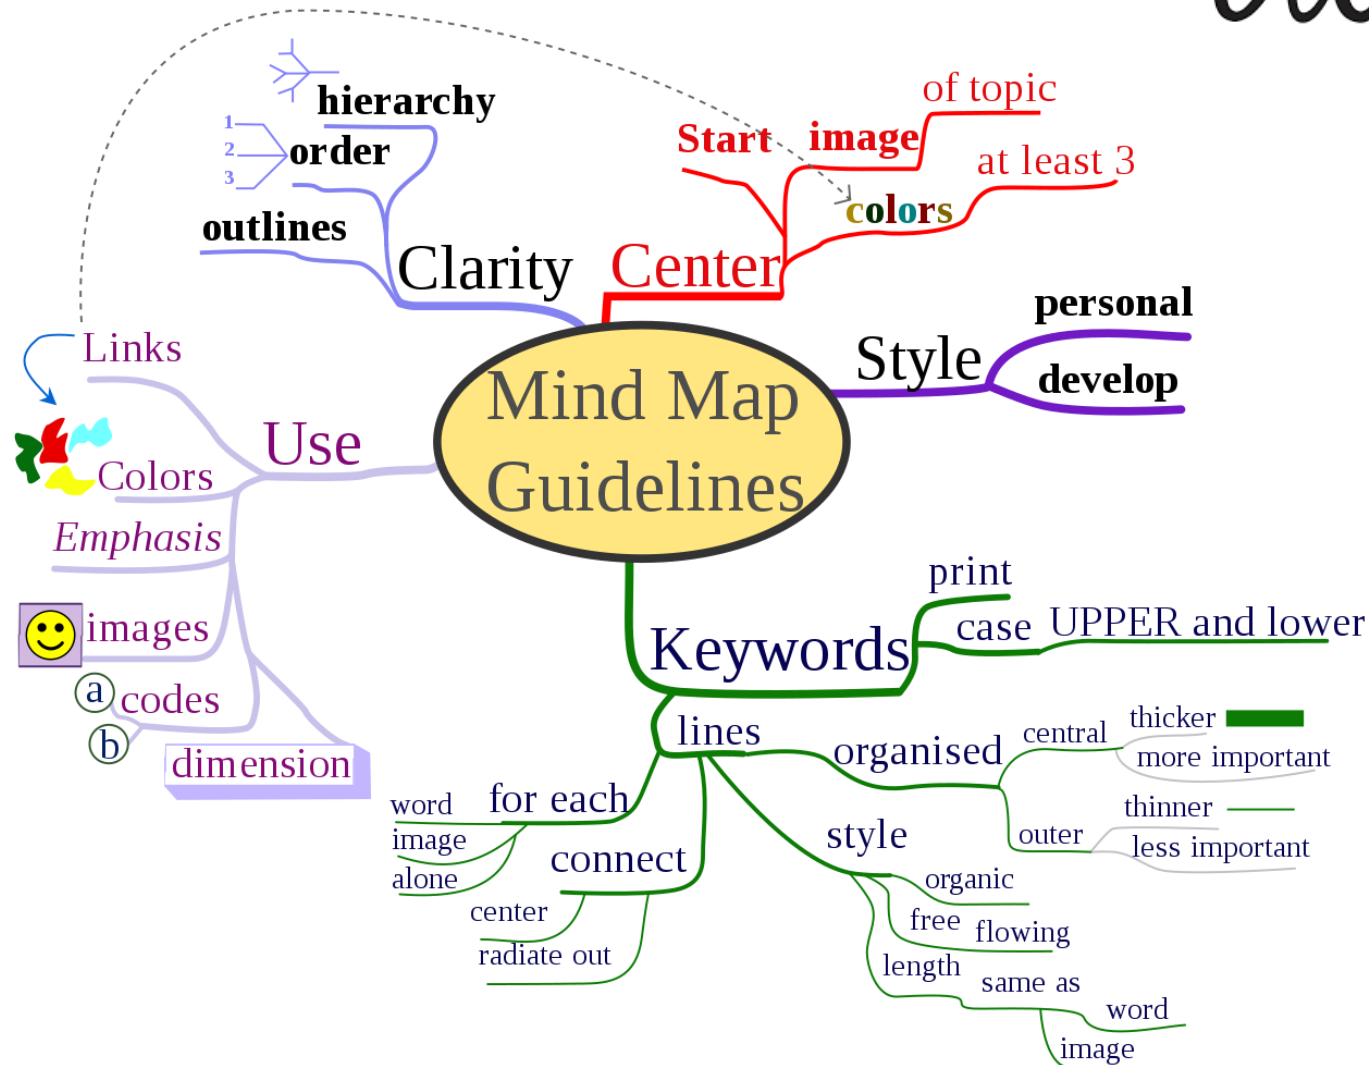 Mind Map
Guidelines
Clarity
hierarchy
order
1
2
3
outlines
Center
Start
image
of topic
colors
at least 3
Style
personal
develop
Use
Links
Colors
Emphasis
images
codes
a
b
dimension
Keywords
print
case
UPPER and lower
lines
organised
central
thicker
more important
outer
thinner
less important
style
organic
free flowing
length
same as
word
image
for each
word
image
alone
connect
center
radiate out